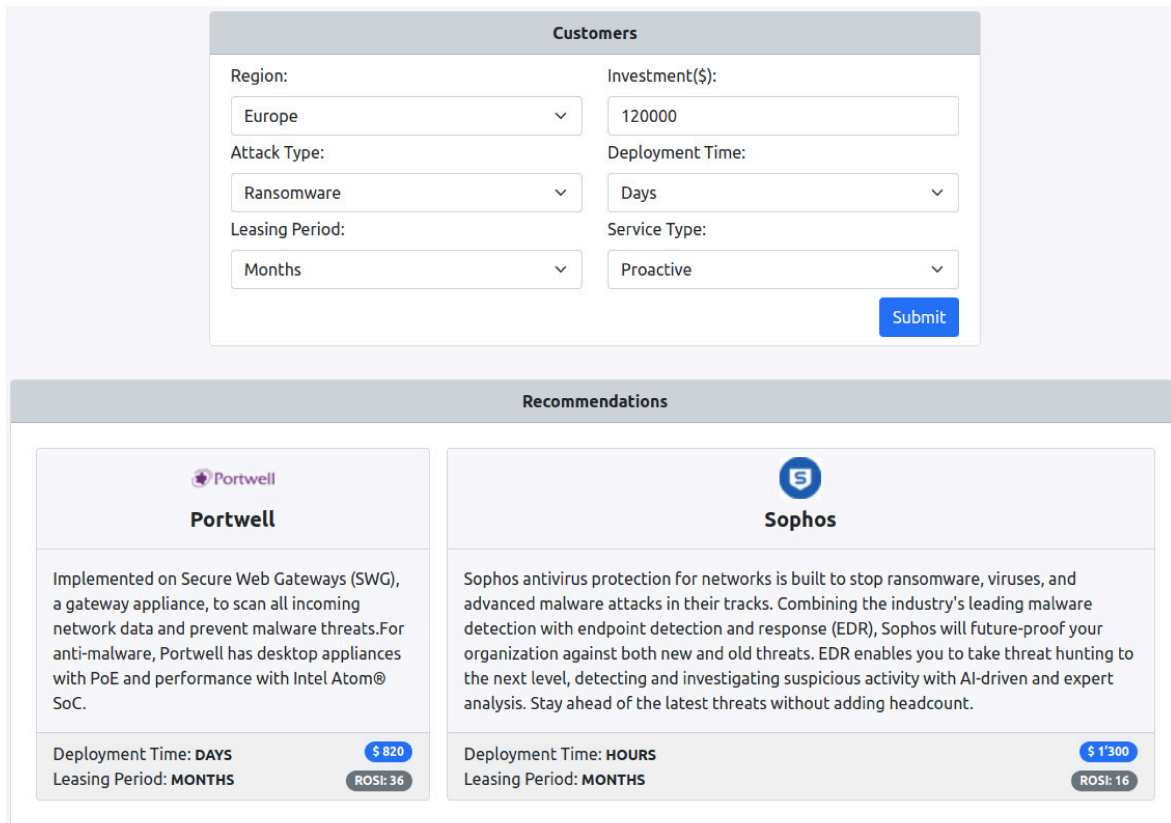 Customers
Region:
Investment($):
Europe
120000
Attack Type:
Deployment Time:
Ransomware
Days
Leasing Period:
Service Type:
Months
Proactive
Submit
Recommendations
Portwell
Portwell
Implemented on Secure Web Gateways (SWG),
a gateway appliance, to scan all incoming
network data and prevent malware threats.For
anti-malware, Portwell has desktop appliances
with PoE and performance with Intel Atom®
SoC.
Deployment Time: DAYS
$ 820
Leasing Period: MONTHS
ROSI: 36
S
Sophos
Sophos antivirus protection for networks is built to stop ransomware, viruses, and
advanced malware attacks in their tracks. Combining the industry's leading malware
detection with endpoint detection and response (EDR), Sophos will future-proof your
organization against both new and old threats. EDR enables you to take threat hunting to
the next level, detecting and investigating suspicious activity with AI-driven and expert
analysis. Stay ahead of the latest threats without adding headcount.
Deployment Time: HOURS
$ 1'300
Leasing Period: MONTHS
ROSI: 16